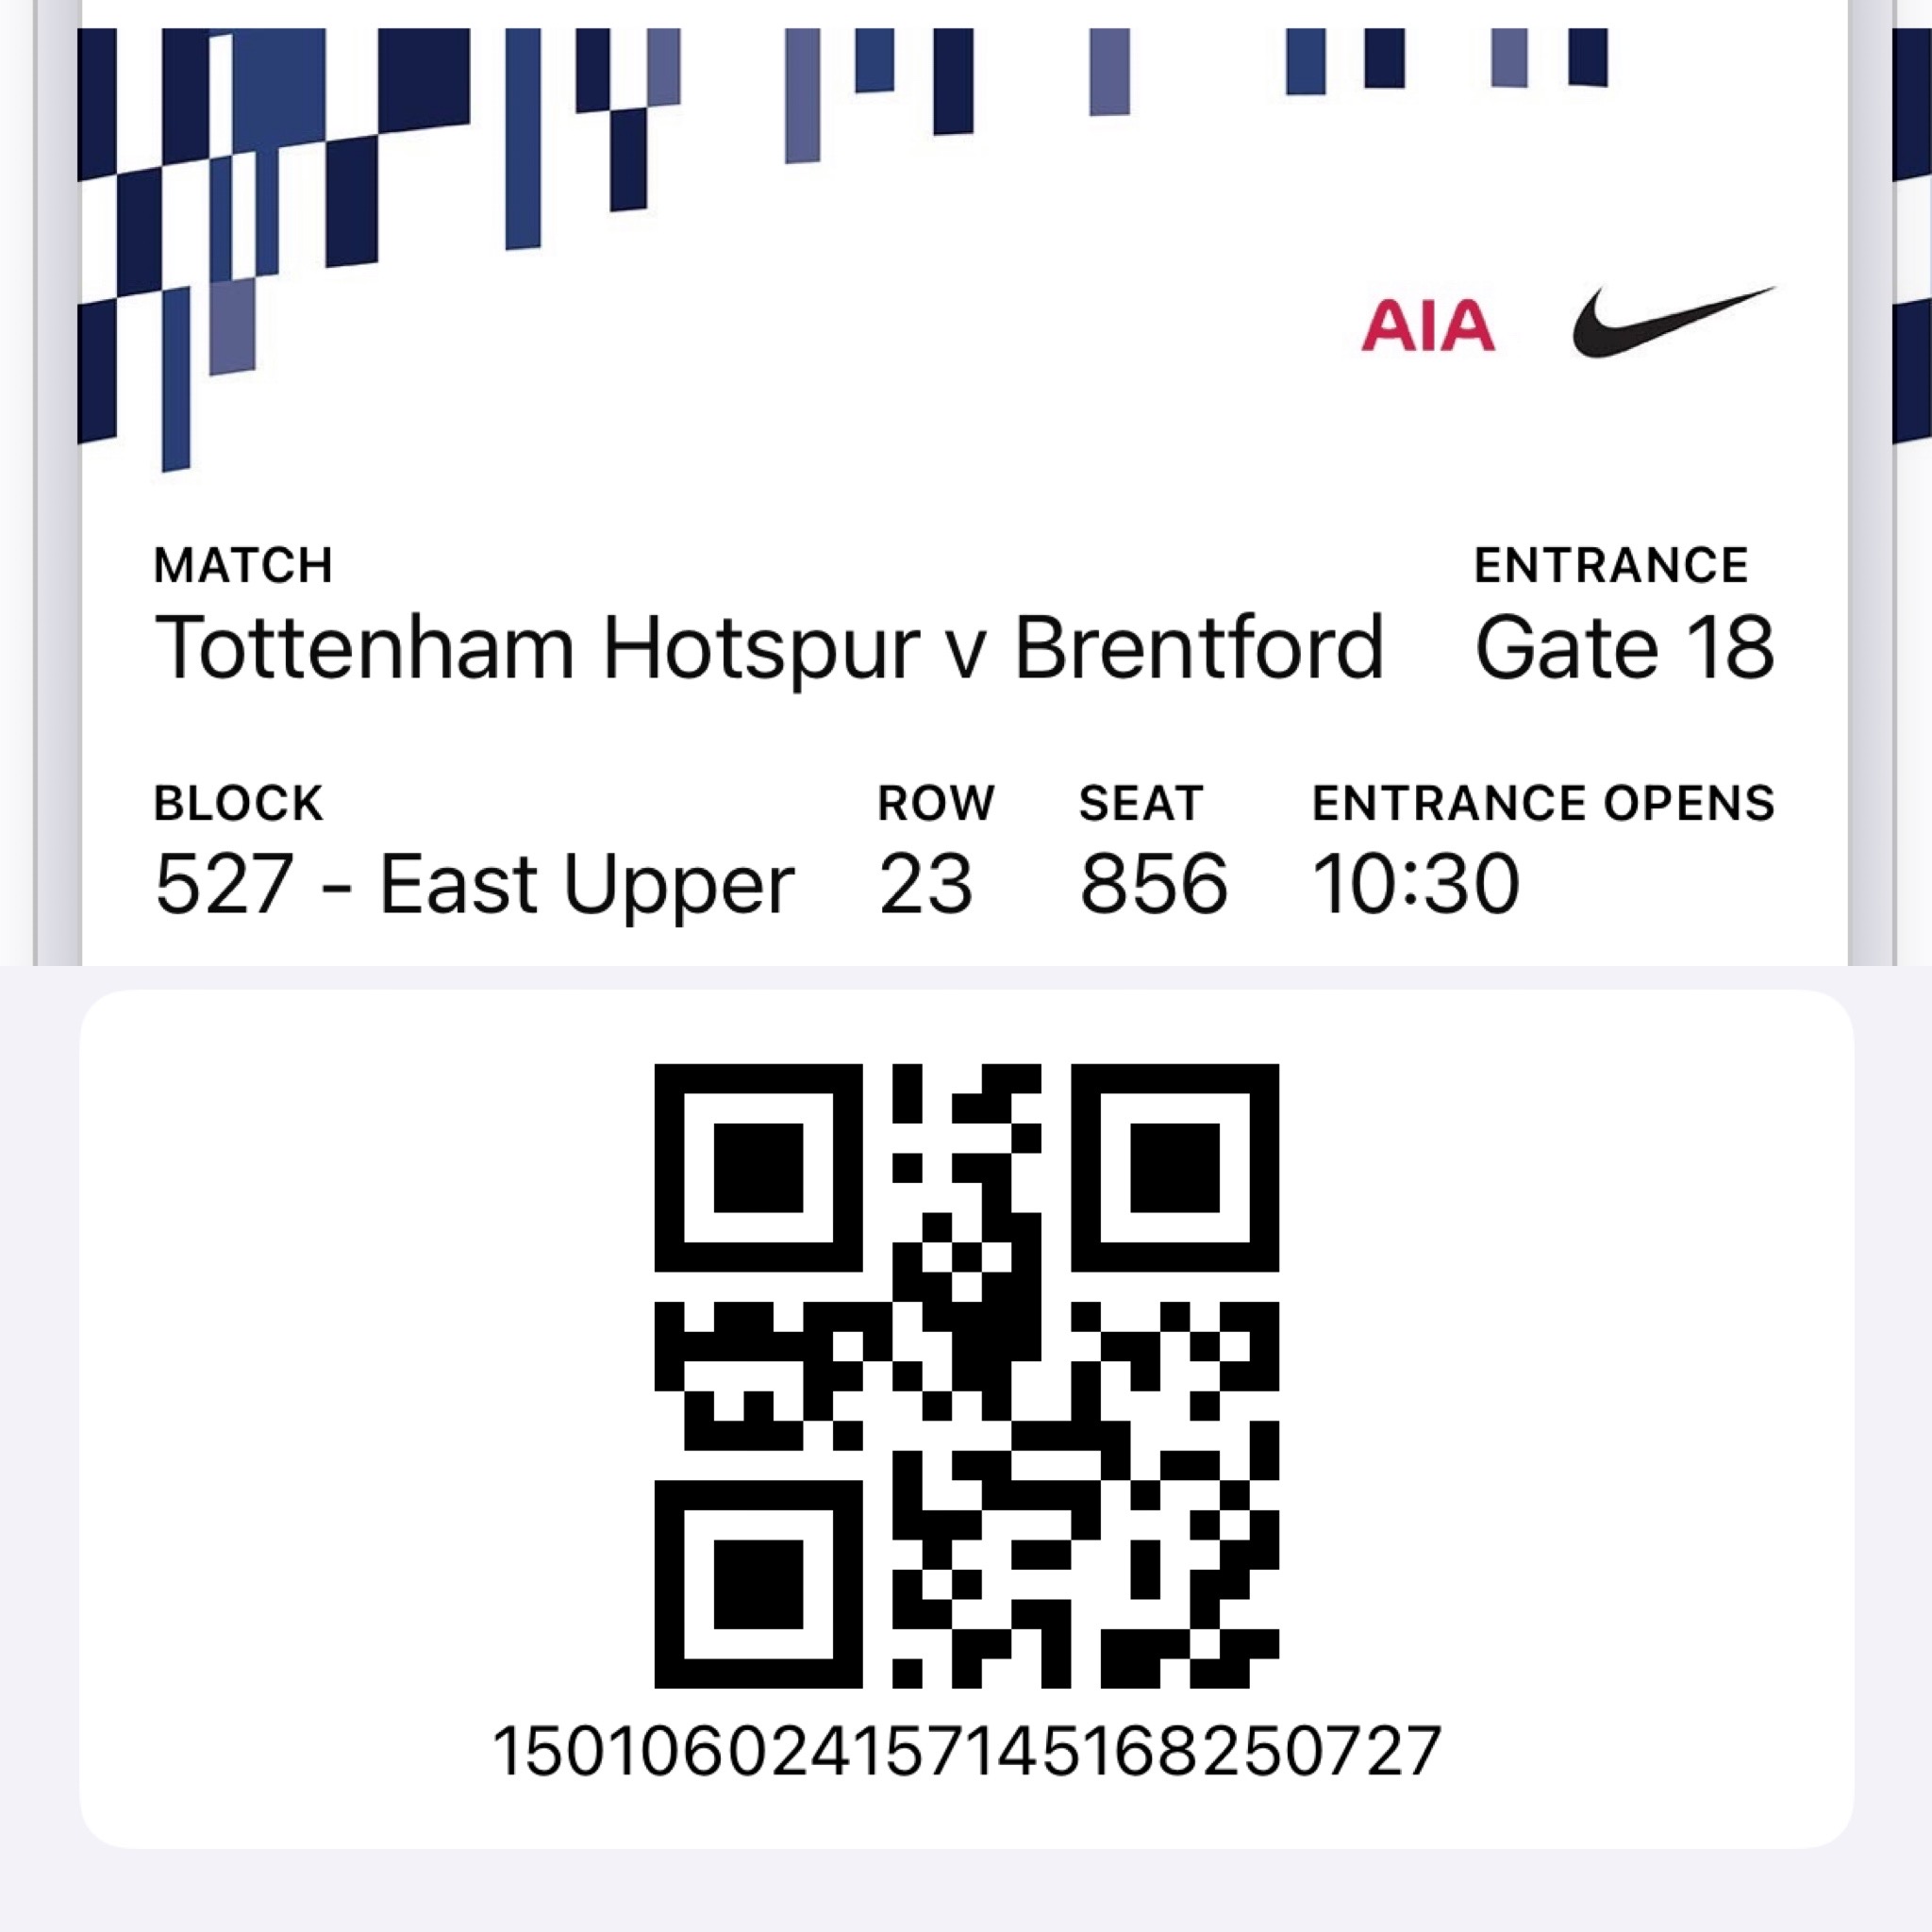 AIA
MATCH ENTRANCE
Tottenham Hotspur v Brentford Gate 18
BLOCK ROW SEAT ENTRANCE OPENS
527 - East Upper 23 856 10:30
150106024157145168250727